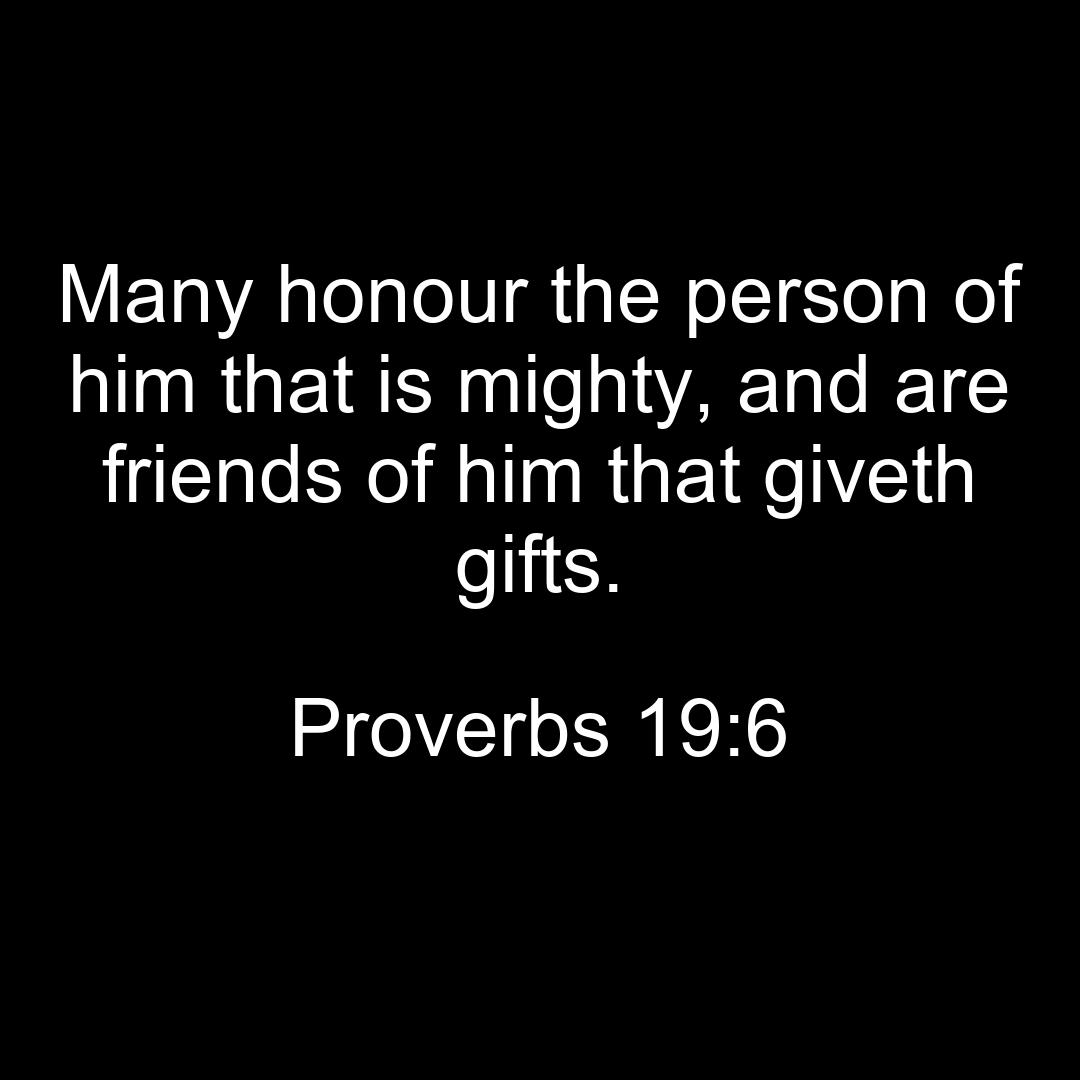 Many honour the person of
him that is mighty, and are
friends of him that giveth
gifts.
Proverbs 19:6